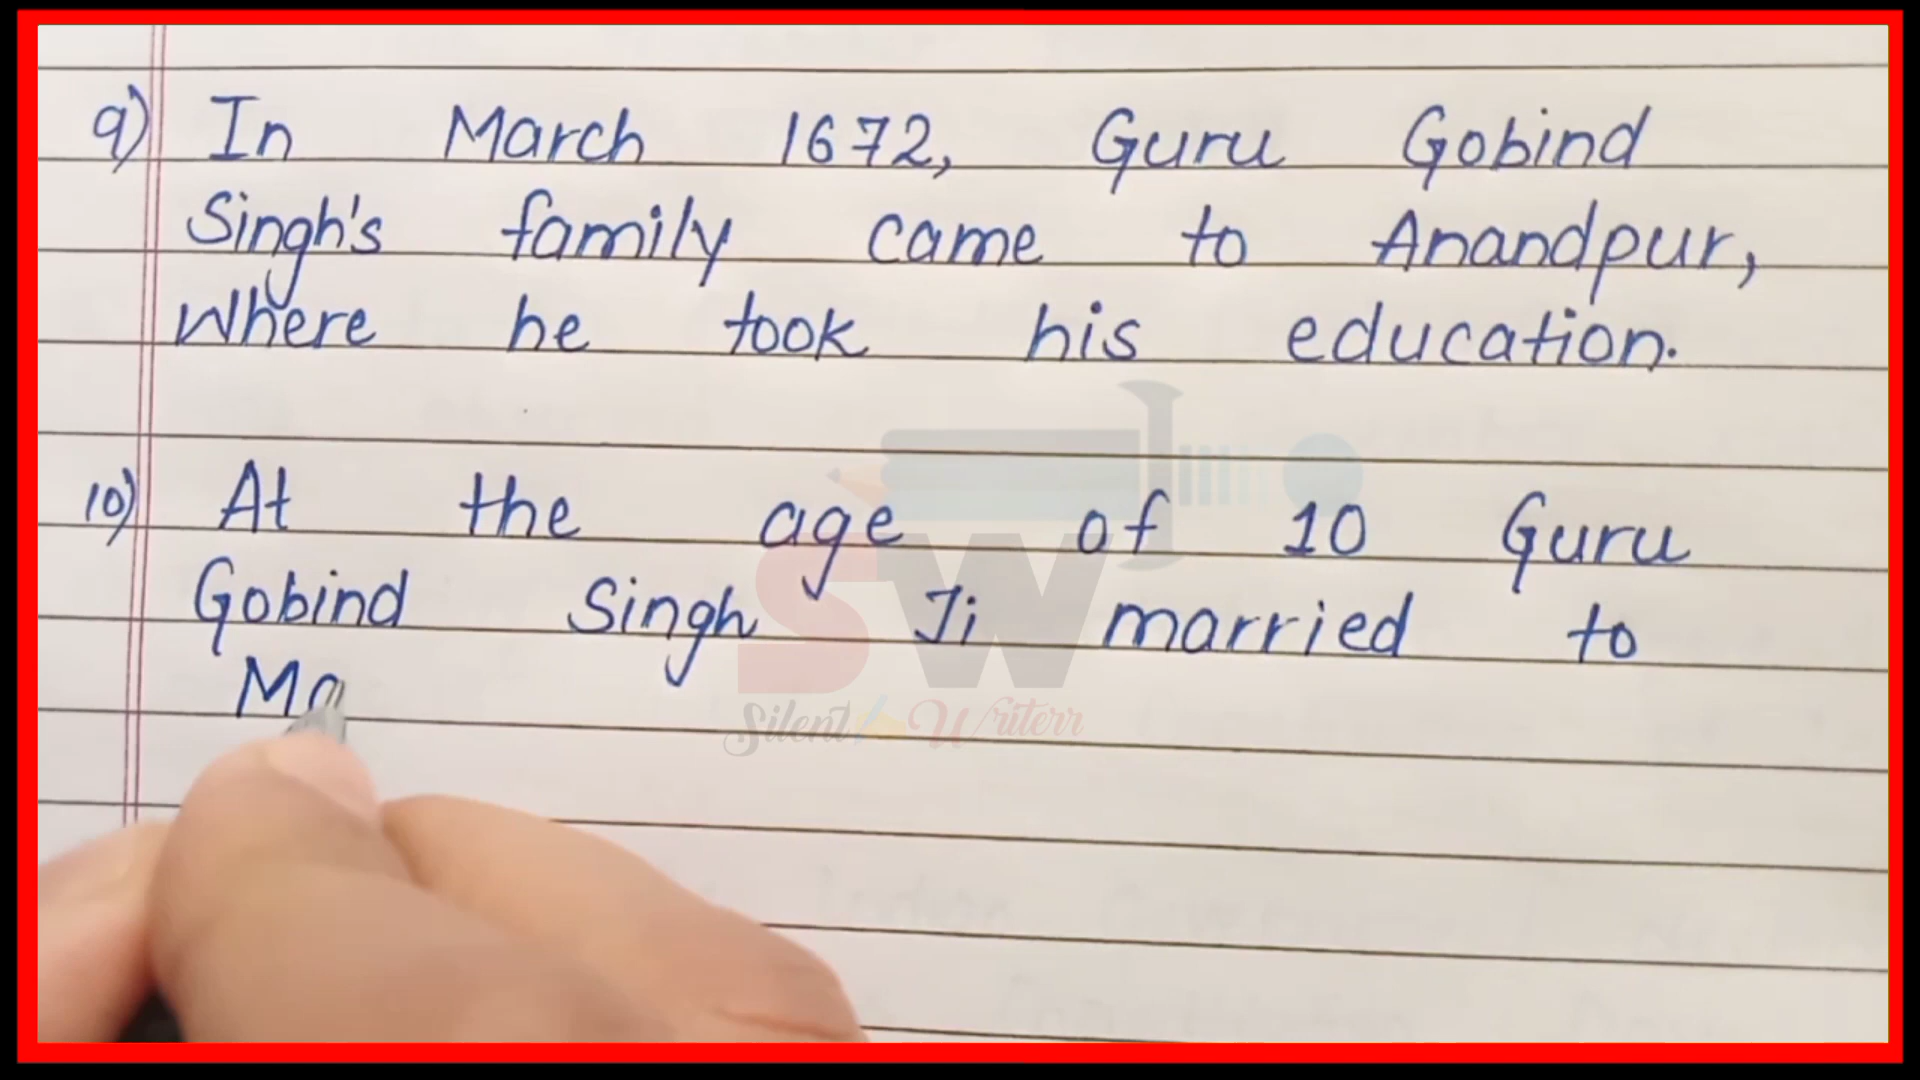 9) In March 1672, Guru Gobind
Singh's family came to Anandpur,
Where he took his education.
10) At the age of 10 Guru
Gobind Singh Ji married to
Ma
SW
Silent Writerr